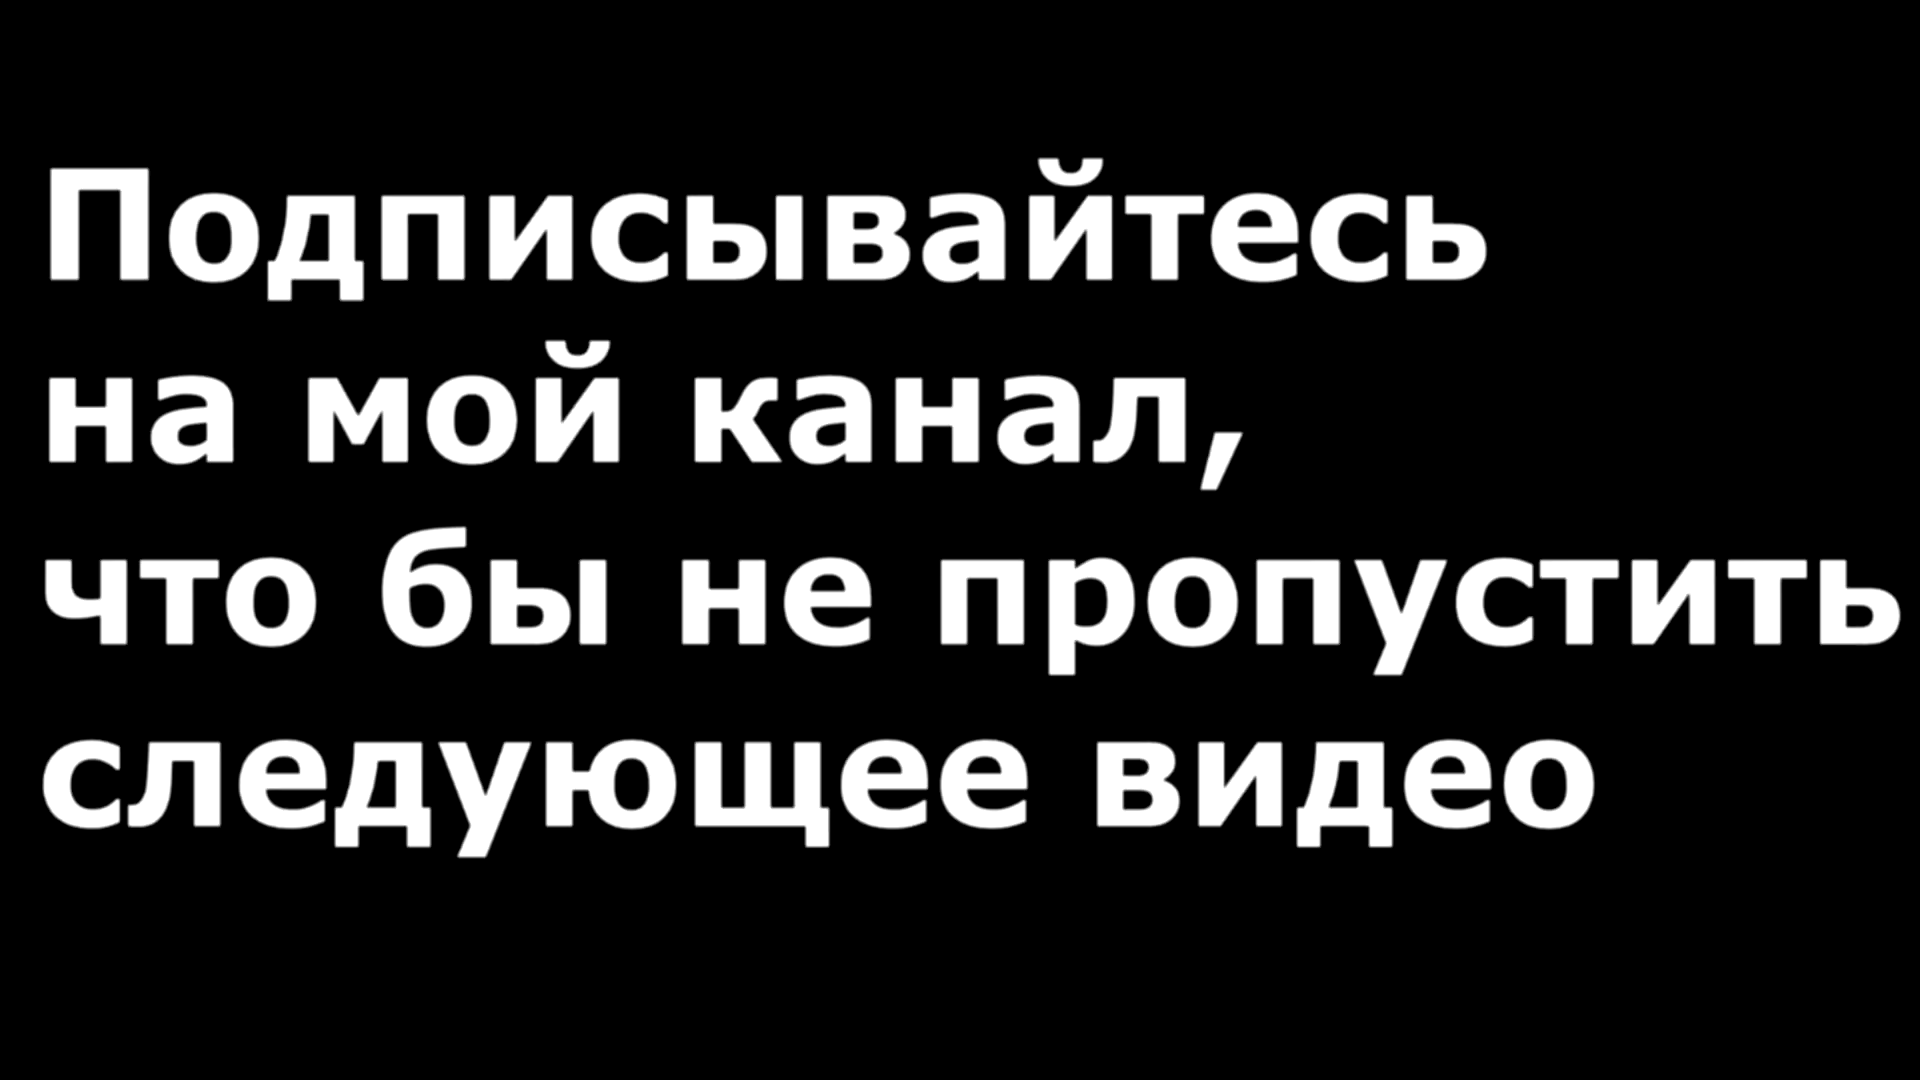 Подписывайтесь
на мой канал,
что бы не пропустить
следующее видео